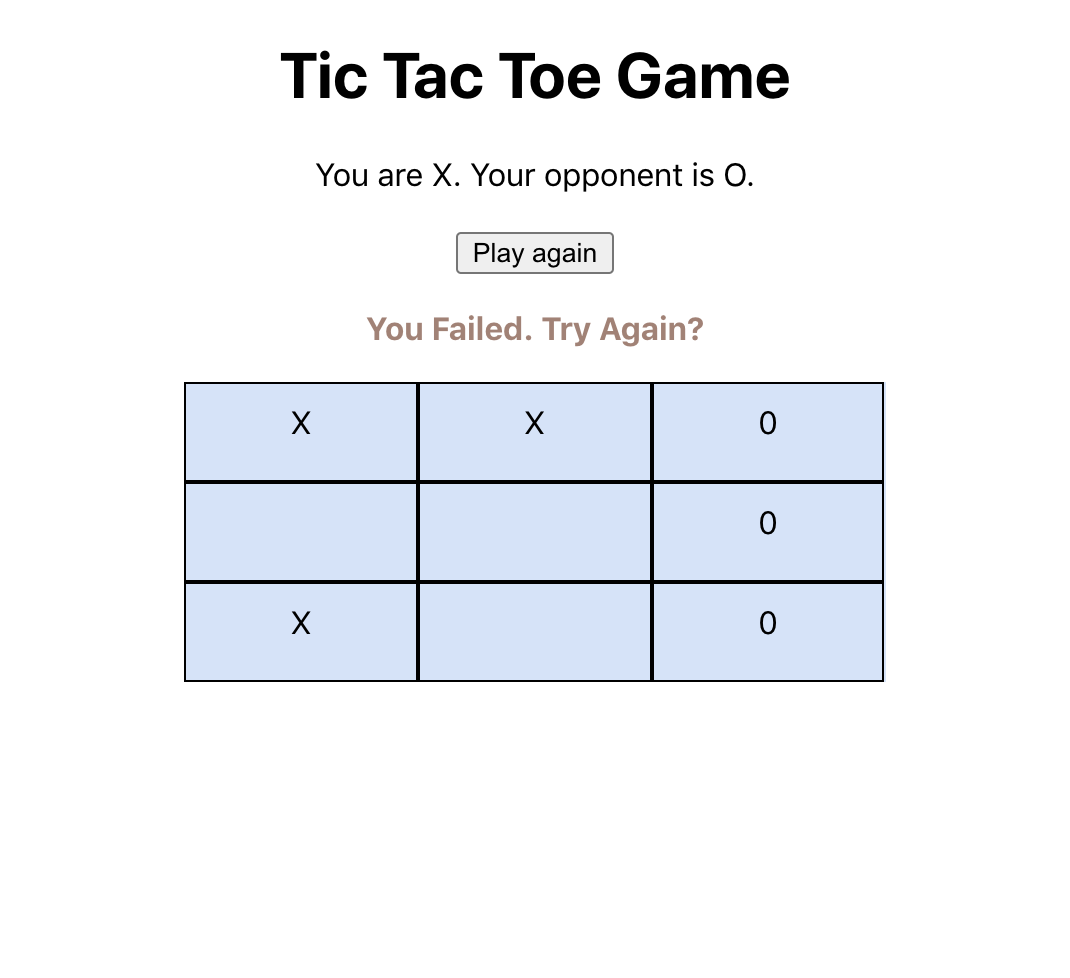 Tic Tac Toe Game
You are X. Your opponent is O.
Play again
You Failed. Try Again?
X X 0
0
X 0